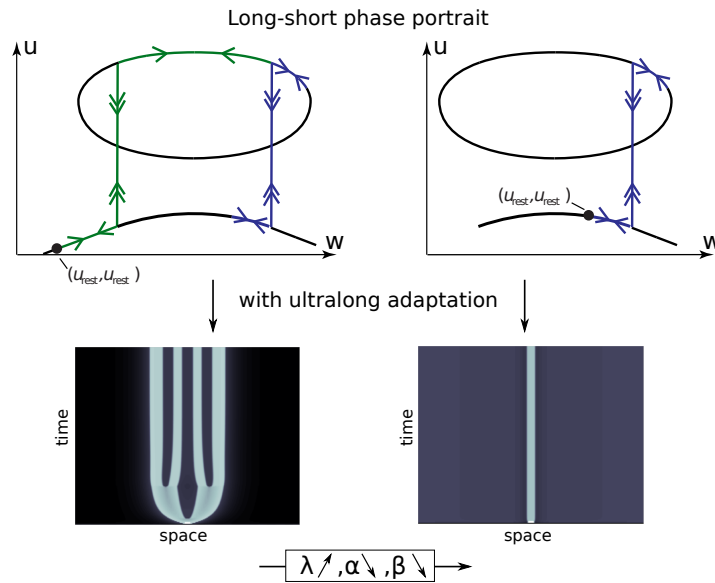 Long-short phase portrait
u
u
(u_rest,u_rest )
w
w
(u_rest,u_rest )
with ultralong adaptation
time
time
space
space
λ↗,α↘,β↘